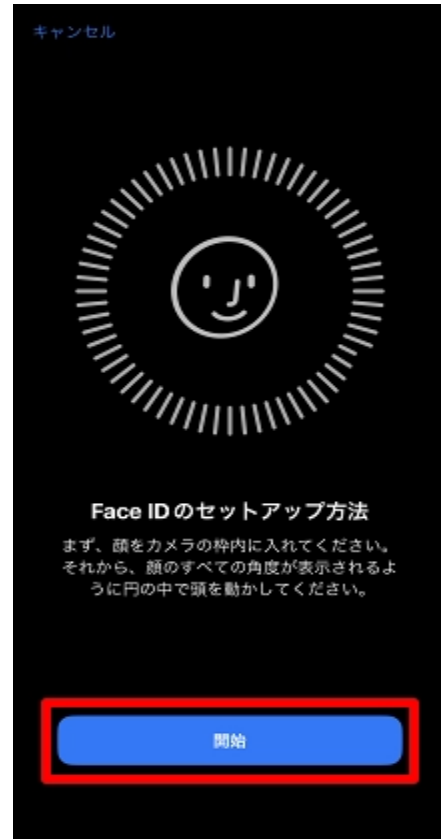 キャンセル
Face IDのセットアップ方法
まず、顔をカメラの枠内に入れてください。
それから、顔のすべての角度が表示されるよ
うに円の中で頭を動かしてください。
開始